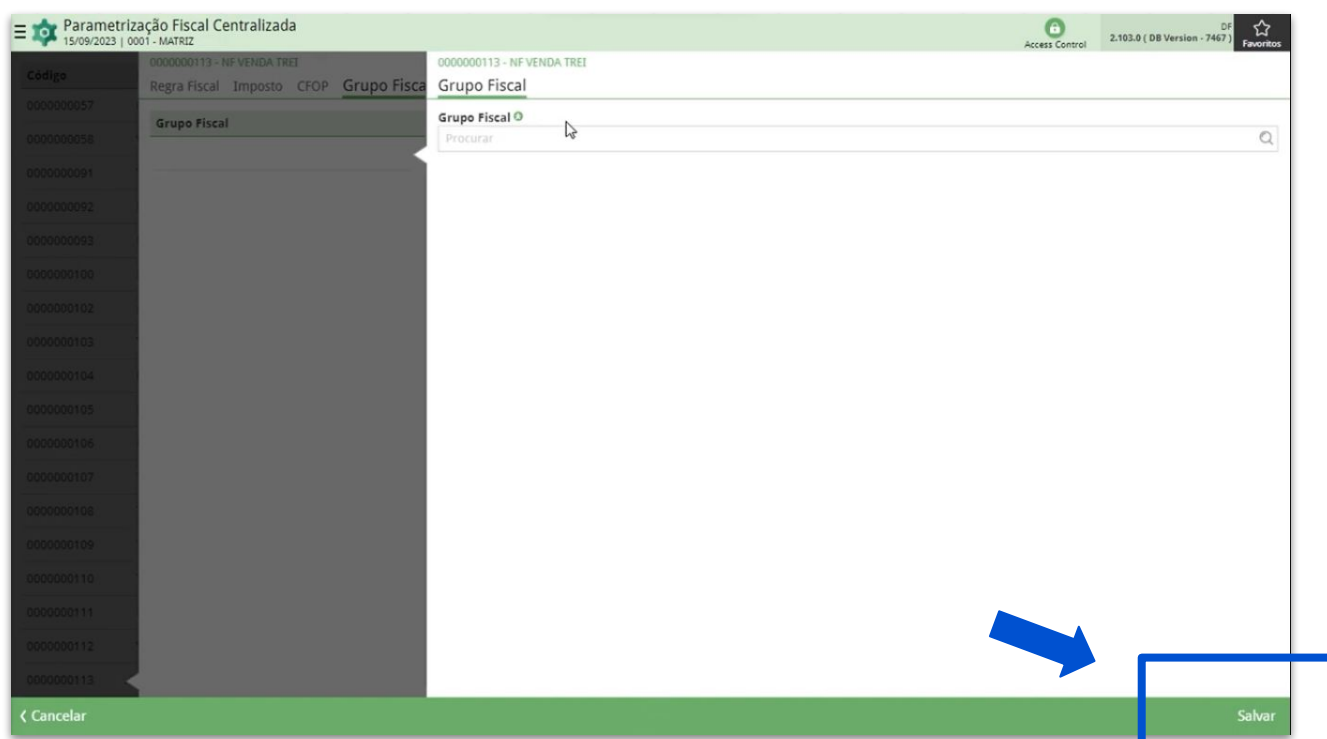 Parametrização Fiscal Centralizada
15/09/2023 | 0001 - MATRIZ
Access Control
DF
2.103.0 ( DB Version - 7467 )
Favoritos
Código
0000000057
0000000058
0000000091
0000000092
0000000093
0000000100
0000000102
0000000103
0000000104
0000000105
0000000106
0000000107
0000000108
0000000109
0000000110
0000000111
0000000112
0000000113
0000000113 - NF VENDA TREI
Regra Fiscal Imposto CFOP Grupo Fisca
Grupo Fiscal
0000000113 - NF VENDA TREI
Grupo Fiscal
Grupo Fiscal
Procurar
Cancelar
Salvar